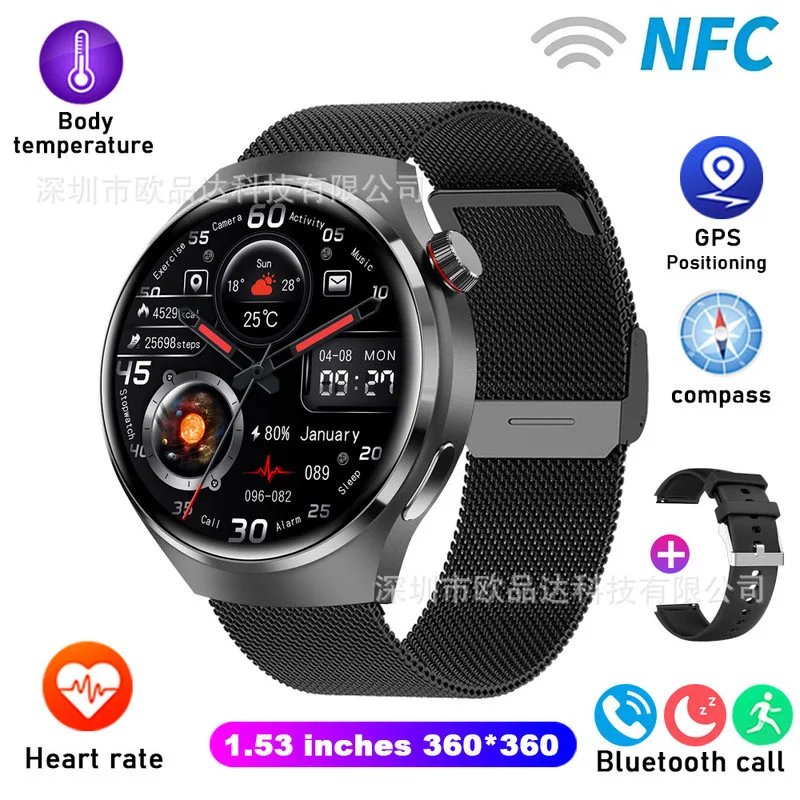 NFC
Body
temperature
深圳市欧品达科技有限公司
GPS
Positioning
compass
60
Camera
Activity
55
05
Exercise
Music
Sun
18° 28°
25℃
10
4529kcal
25698steps
04-08 MON
09:27
45
Stopwatch
80% January
096-082
089
40
20
Sleep
35
Call
30
Alarm
25
深圳市欧品达科技有限公司
Heart rate
1.53 inches 360*360
Bluetooth call